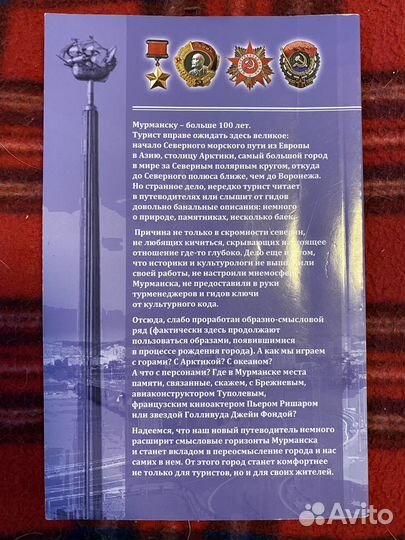 Мурманску – больше 100 лет.
Турист вправе ожидать здесь великое:
начало Северного морского пути из Европы
в Азию, столицу Арктики, самый большой город
в мире за Северным полярным кругом, откуда
до Северного полюса ближе, чем до Воронежа.
Но странное дело, нередко турист читает
в путеводителях или слышит от гидов
довольно банальные описания: немного
о природе, памятниках, несколько баек.
Причина не только в скромности северян,
не любящих кичиться, скрывающих настоящее
отношение где-то глубоко. Дело еще и в том,
что историки и культурологи не выполнили
своей работы, не настроили мнемосферу
Мурманска, не предоставили в руки
турменеджеров и гидов ключи
от культурного кода.
Отсюда, слабо проработан образно-смысловой
ряд (фактически здесь продолжают
пользоваться образами, появившимися
в процессе рождения города). А как мы играем
с горами? С Арктикой? С океаном?
А что с персонами? Где в Мурманске места
памяти, связанные, скажем, с Брежневым,
авиаконструктором Туполевым,
французским киноактером Пьером Ришаром
или звездой Голливуда Джейн Фондой?
Надеемся, что наш новый путеводитель немного
расширит смысловые горизонты Мурманска
и станет вкладом в переосмысление города и нас
самих в нем. От этого город станет комфортнее
не только для туристов, но и для своих жителей.
Avito